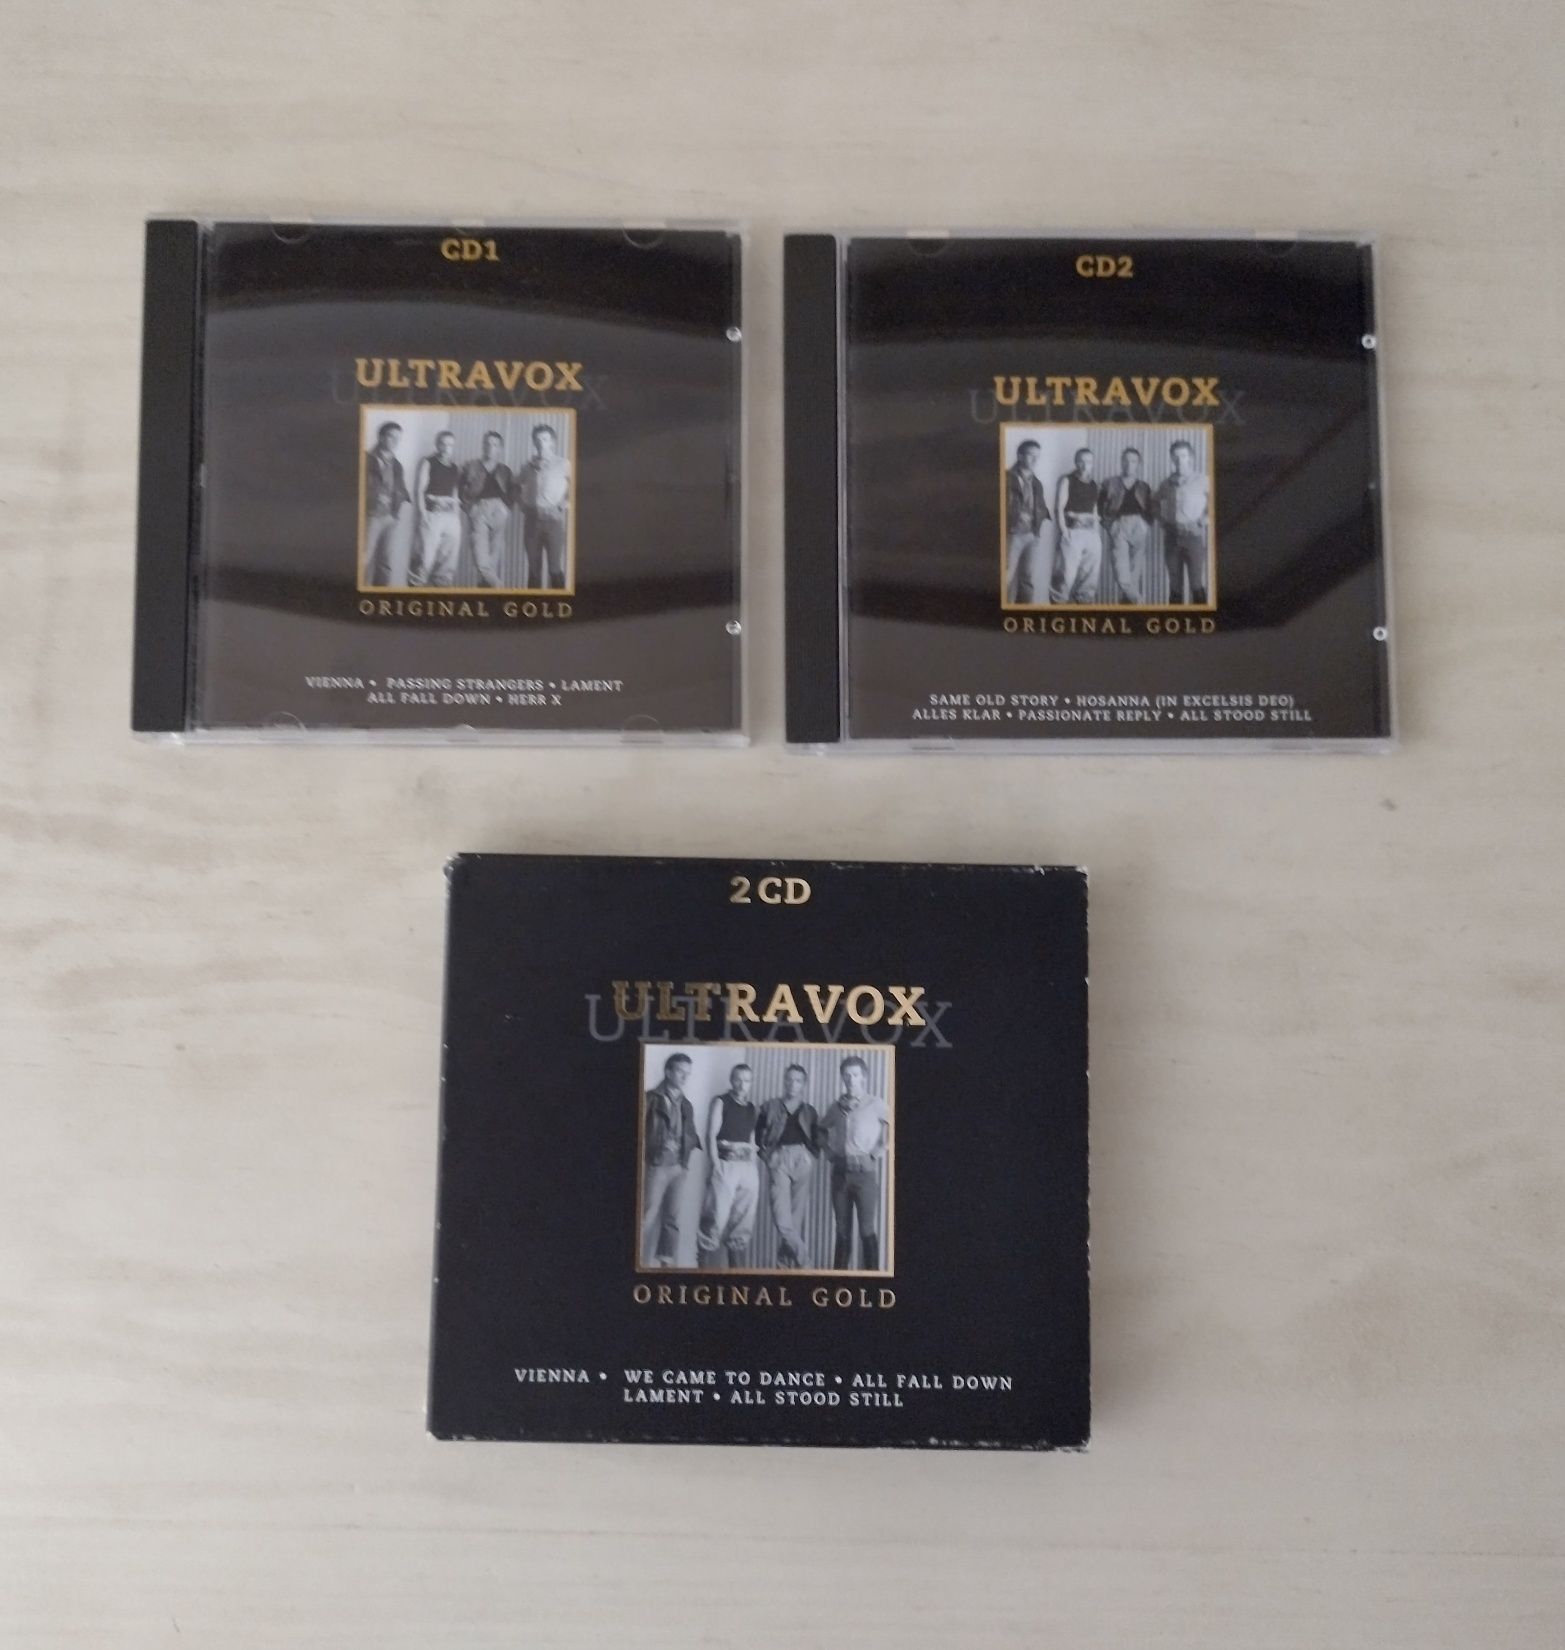 CD1
ULTRAVOX
ULTRAVOX
ORIGINAL GOLD
VIENNA • PASSING STRANGERS • LAMENT
ALL FALL DOWN • HERR X
CD2
ULTRAVOX
ULTRAVOX
ORIGINAL GOLD
SAME OLD STORY • HOSANNA (IN EXCELSIS DEO)
ALLES KLAR • PASSIONATE REPLY • ALL STOOD STILL
2 CD
ULTRAVOX
ULTRAVOX
ORIGINAL GOLD
VIENNA • WE CAME TO DANCE • ALL FALL DOWN
LAMENT • ALL STOOD STILL